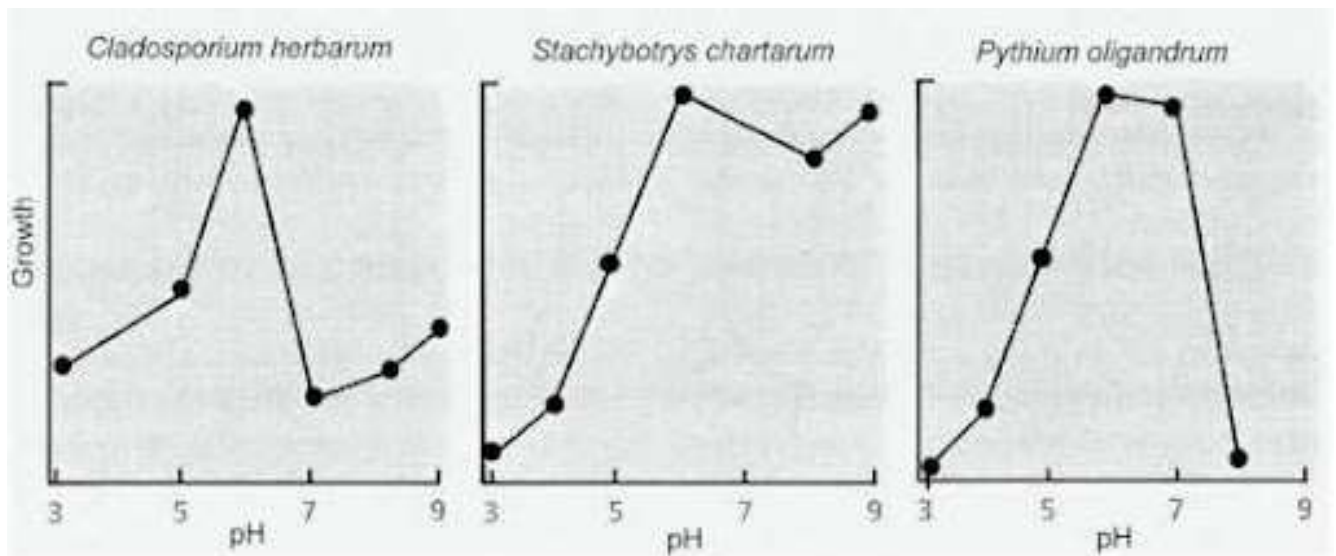 Cladosporium herbarum
Stachybotrys chartarum
Pythium oligandrum
Growth
3 5 7 9
pH
3 5 7 9
pH
3 5 7 9
pH